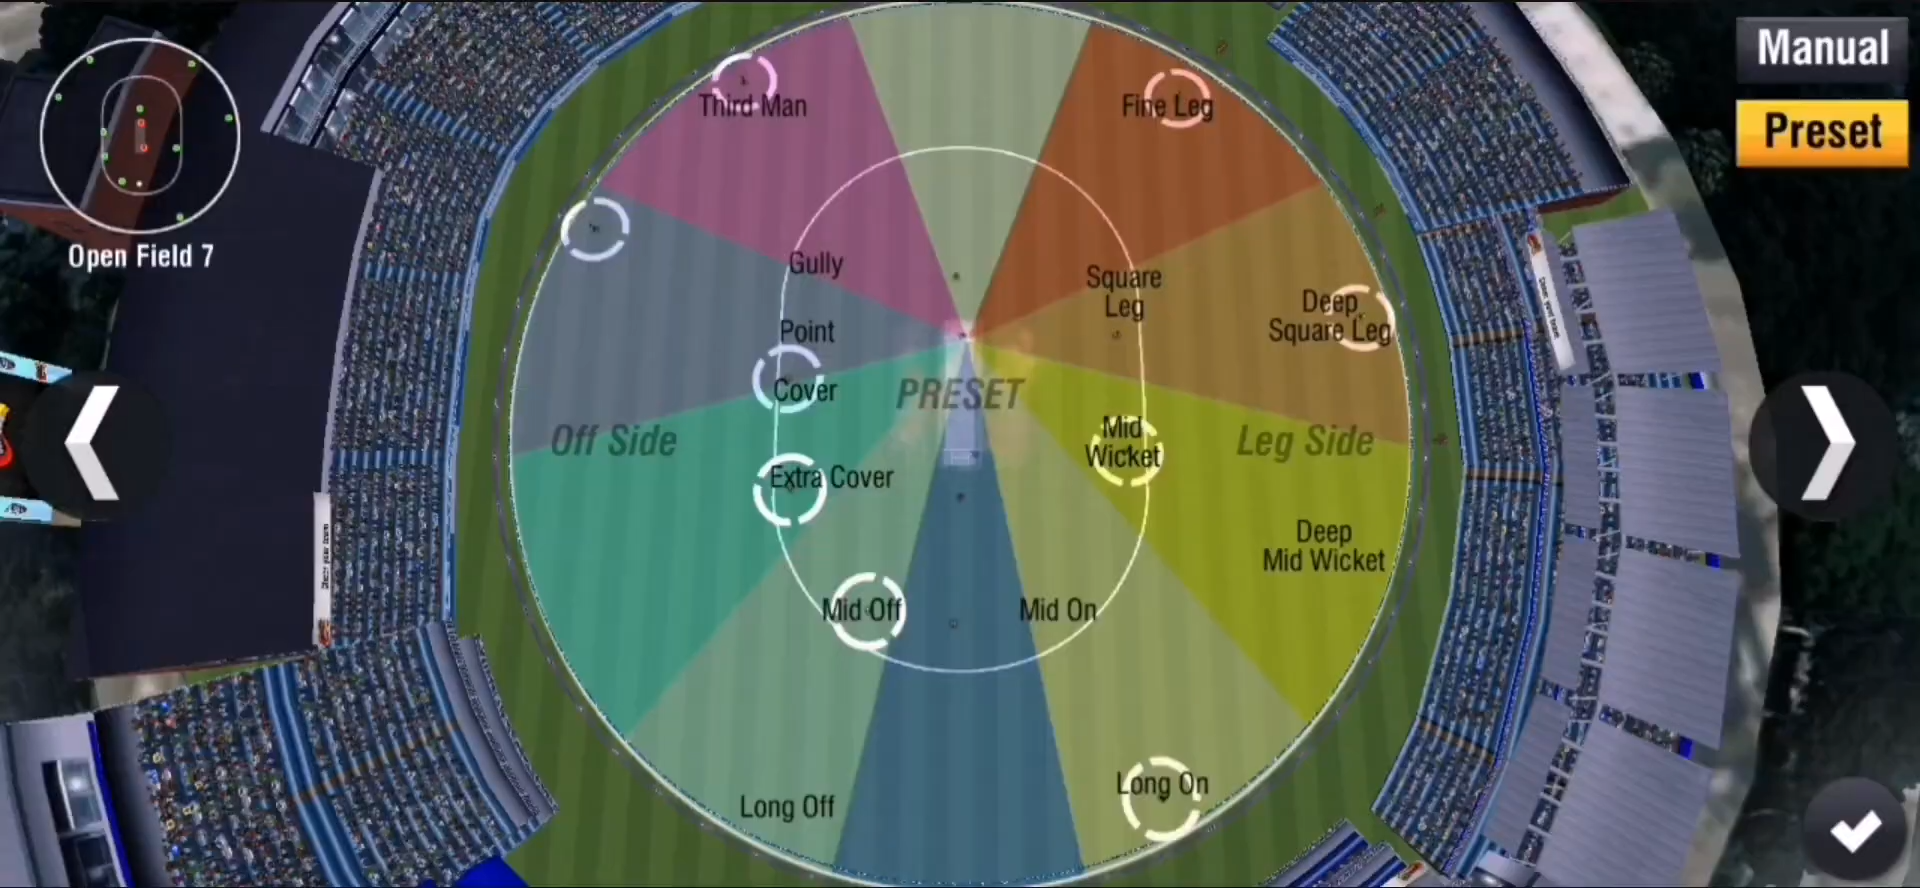 Manual
Preset
Open Field 7
Third Man
Fine Leg
Gully
Square
Leg
Point
Deep
Square Leg
Cover
PRESET
Off Side
Mid
Wicket
Leg Side
Extra Cover
Deep
Mid Wicket
Mid Off
Mid On
Long Off
Long On